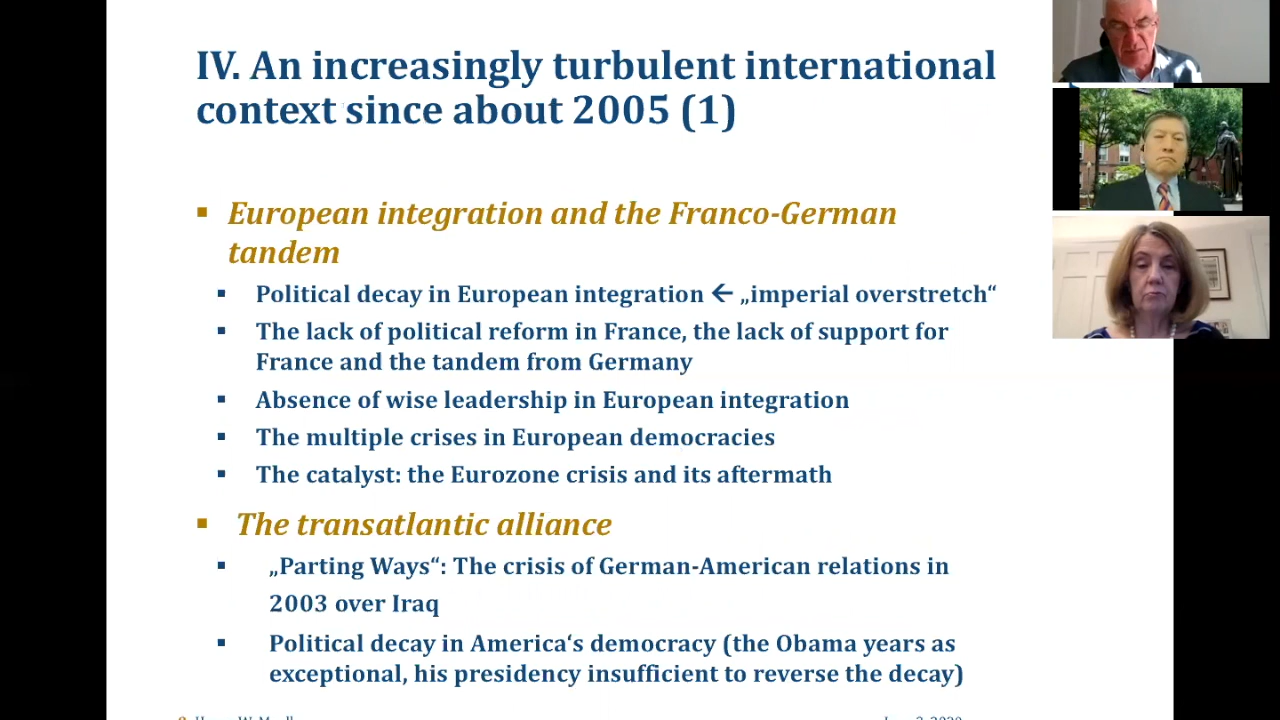 IV. An increasingly turbulent international
context since about 2005 (1)
▪ European integration and the Franco-German
tandem
▪ Political decay in European integration ← „imperial overstretch“
▪ The lack of political reform in France, the lack of support for
France and the tandem from Germany
▪ Absence of wise leadership in European integration
▪ The multiple crises in European democracies
▪ The catalyst: the Eurozone crisis and its aftermath
▪ The transatlantic alliance
▪ „Parting Ways“: The crisis of German-American relations in
2003 over Iraq
▪ Political decay in America‘s democracy (the Obama years as
exceptional, his presidency insufficient to reverse the decay)